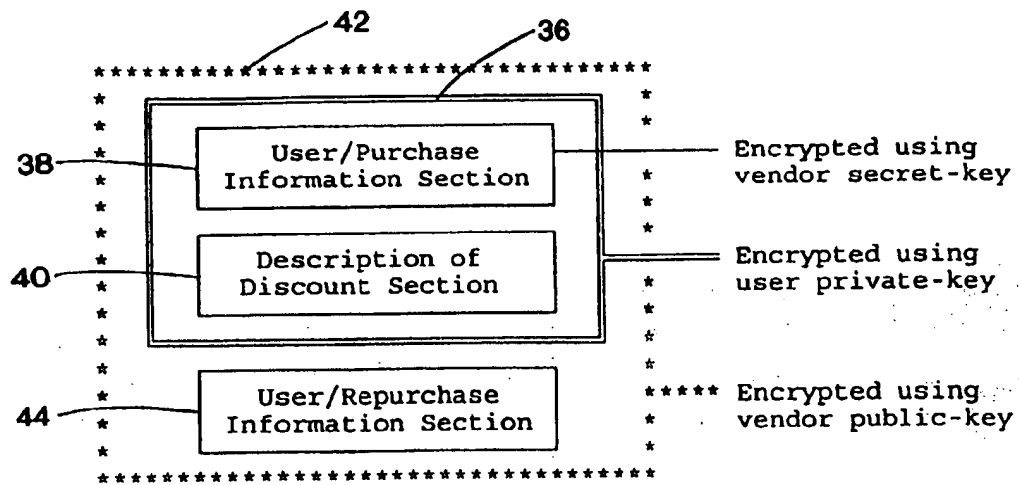 42
36
38
User/Purchase
Information Section
Encrypted using
vendor secret-key
40
Description of
Discount Section
Encrypted using
user private-key
44
User/Repurchase
Information Section
***** Encrypted using
vendor public-key